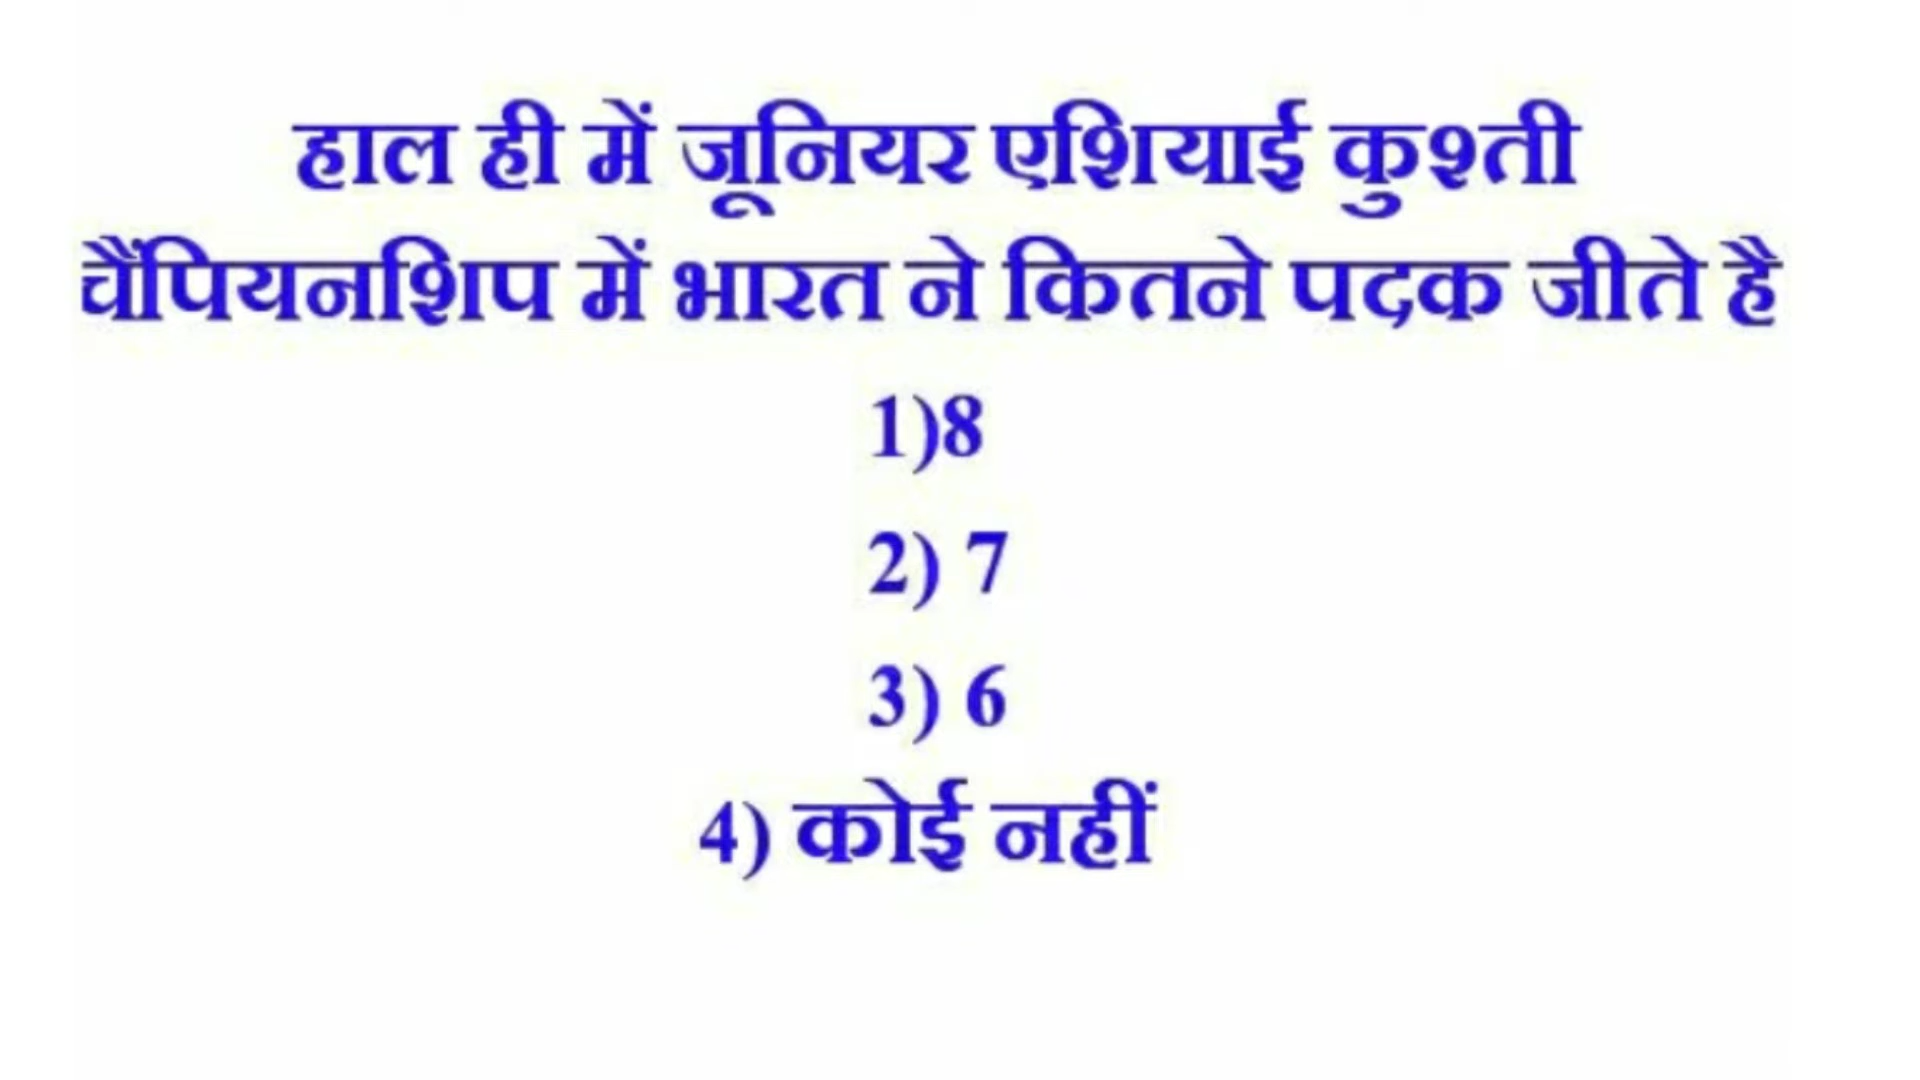 हाल ही में जूनियर एशियाई कुश्ती
चैंपियनशिप में भारत ने कितने पदक जीते है
1)8
2) 7
3) 6
4) कोई नहीं